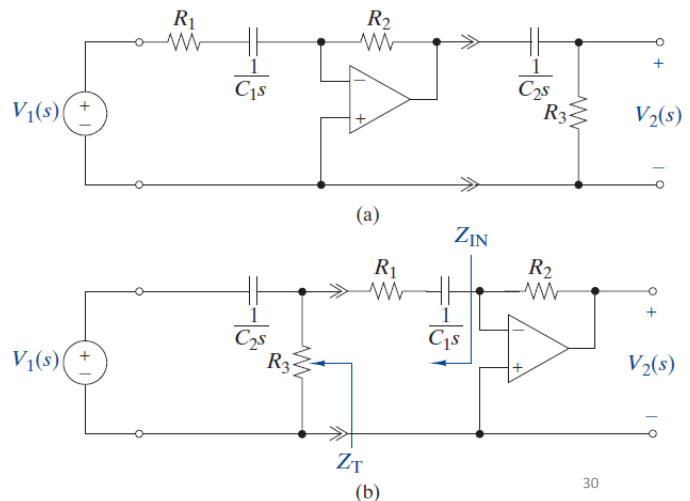 R1
R2
1
C1s
1
C2s
V1(s)
+
−
−
+
R3
+
V2(s)
−
(a)
ZIN
R1
R2
1
C2s
1
C1s
V1(s)
+
−
R3
−
+
+
V2(s)
−
ZT
(b)
30